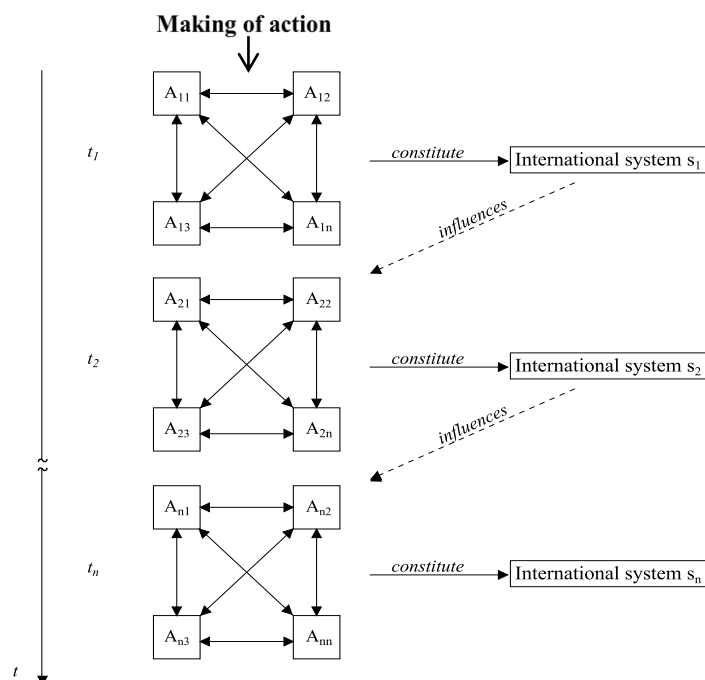 Making of action
A11 A12
t1 constitute International system s1
A13 A1n
influences
A21 A22
t2 constitute International system s2
A23 A2n
influences
≈
An1 An2
tn constitute International system sn
An3 Ann
t